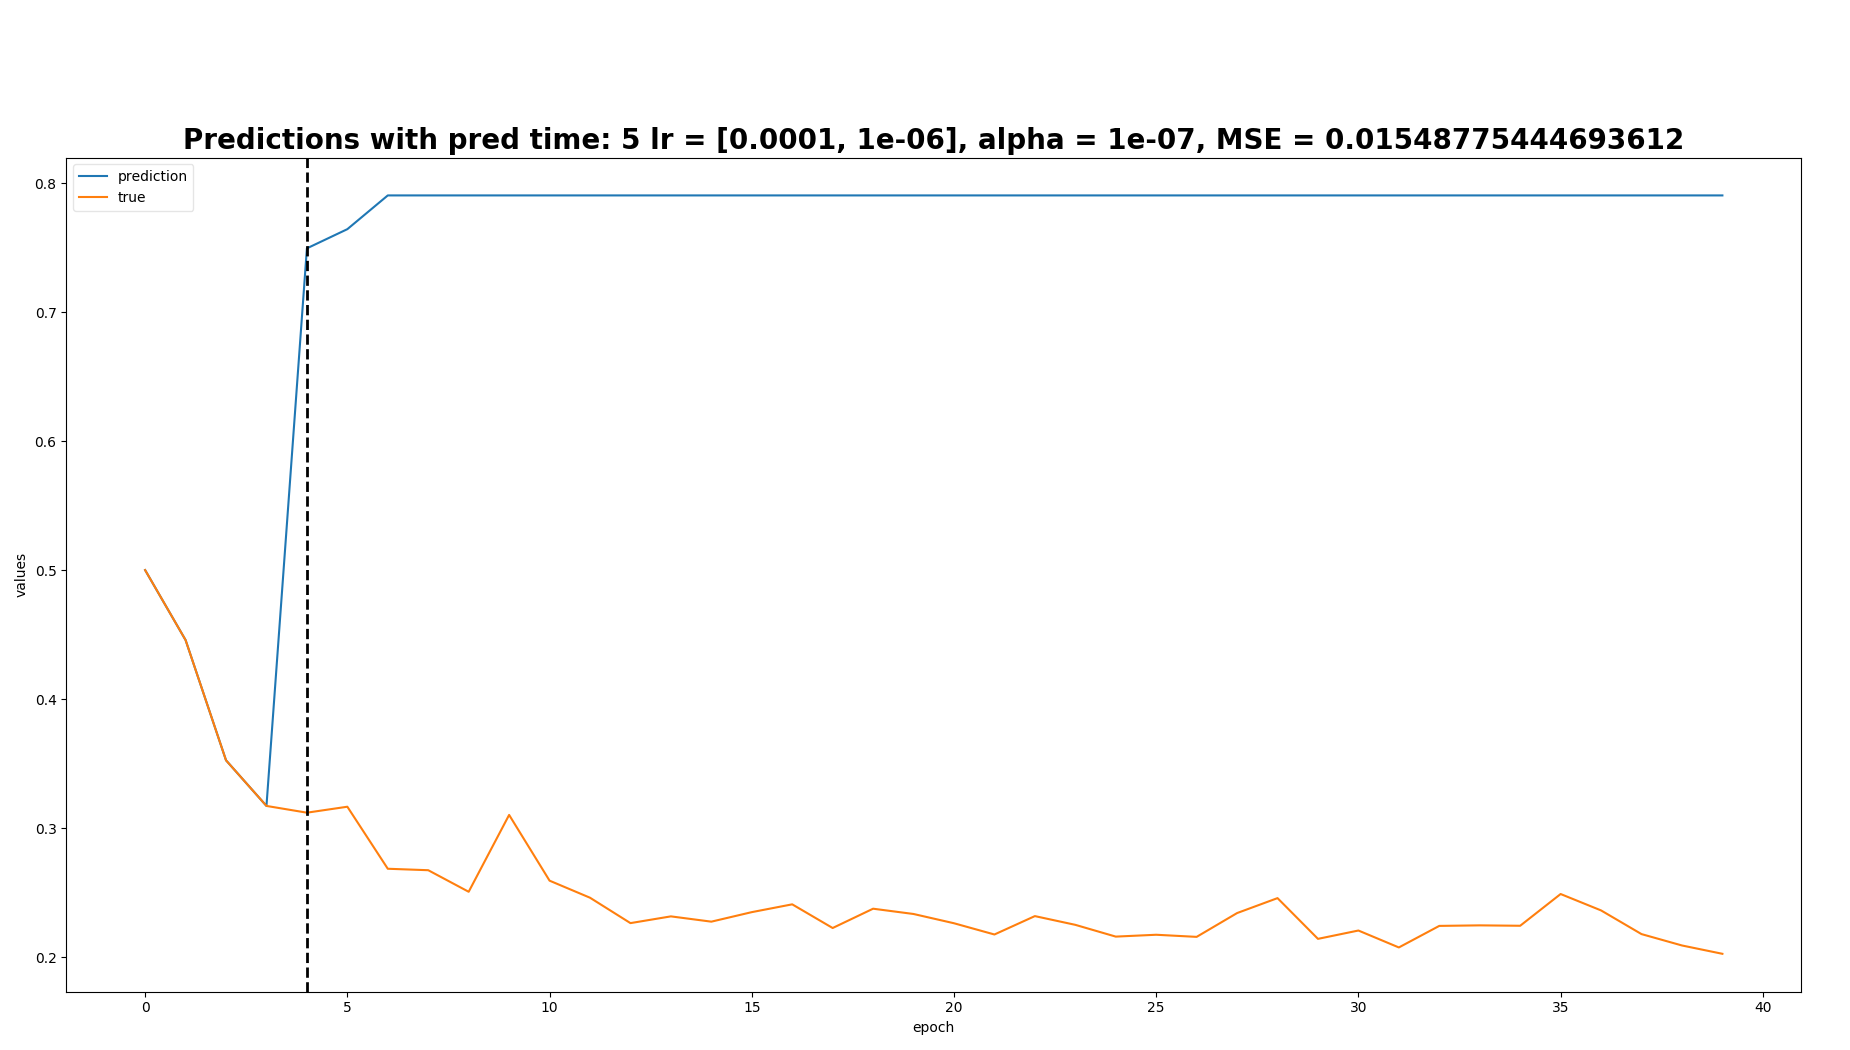 Predictions with pred time: 5 lr = [0.0001, 1e-06], alpha = 1e-07, MSE = 0.01548775444693612
prediction
true
0.8
0.7
0.6
0.5
0.4
0.3
0.2
values
0 5 10 15 20 25 30 35 40
epoch